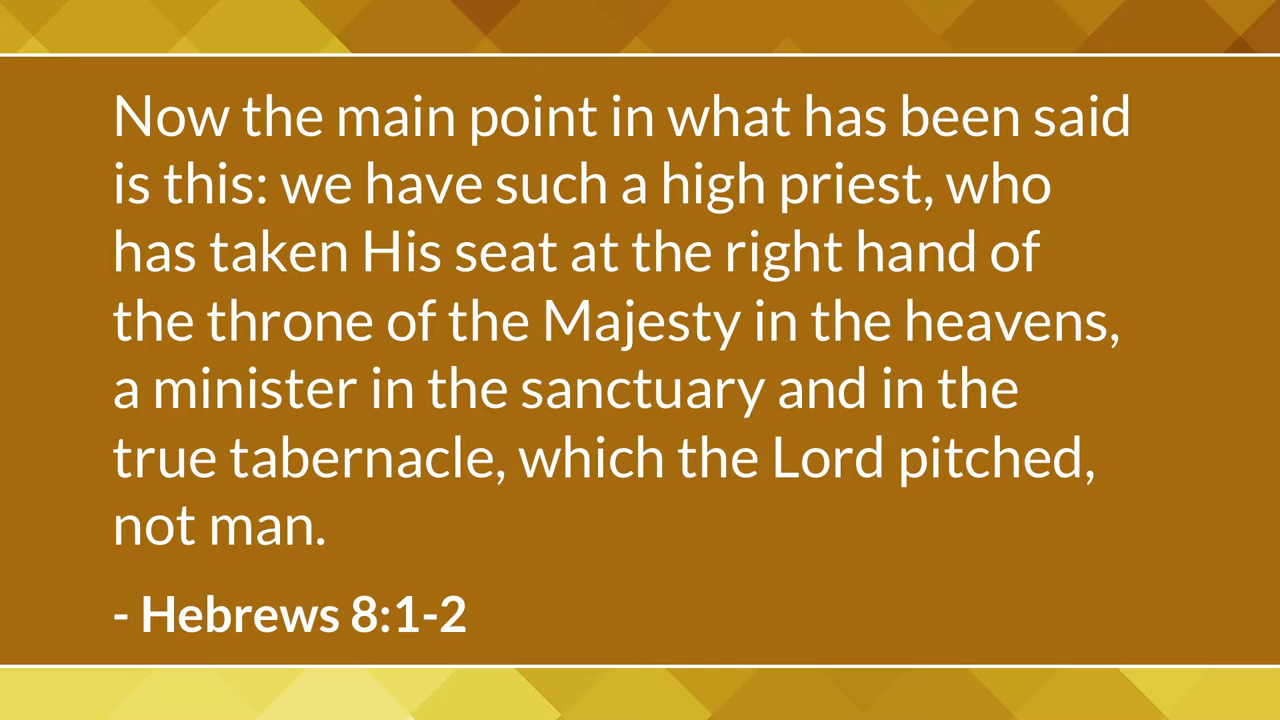 Now the main point in what has been said
is this: we have such a high priest, who
has taken His seat at the right hand of
the throne of the Majesty in the heavens,
a minister in the sanctuary and in the
true tabernacle, which the Lord pitched,
not man.
- Hebrews 8:1-2